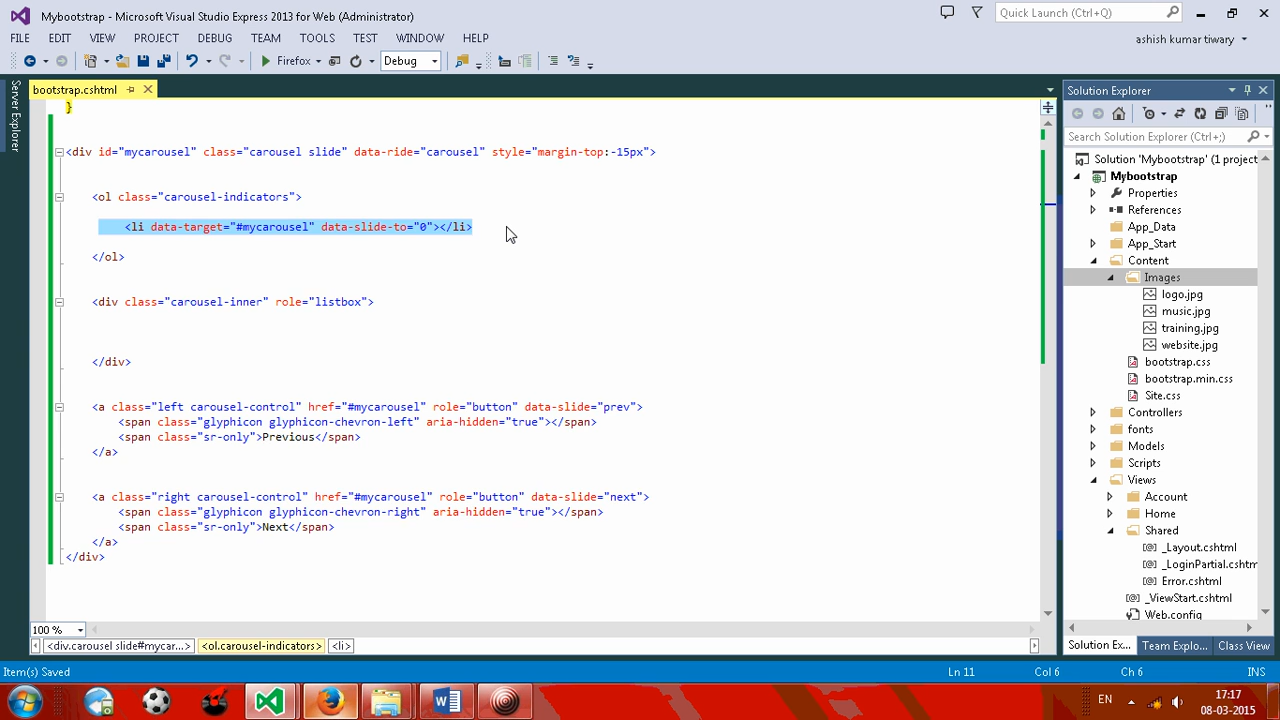 Mybootstrap - Microsoft Visual Studio Express 2013 for Web (Administrator)
Quick Launch (Ctrl+Q)
FILE EDIT VIEW PROJECT DEBUG TEAM TOOLS TEST WINDOW HELP
ashish kumar tiwary
Firefox
Debug
Server Explorer
bootstrap.cshtml
}
<div id="mycarousel" class="carousel slide" data-ride="carousel" style="margin-top:-15px">
<ol class="carousel-indicators">
<li data-target="#mycarousel" data-slide-to="0"></li>
</ol>
<div class="carousel-inner" role="listbox">
</div>
<a class="left carousel-control" href="#mycarousel" role="button" data-slide="prev">
<span class="glyphicon glyphicon-chevron-left" aria-hidden="true"></span>
<span class="sr-only">Previous</span>
</a>
<a class="right carousel-control" href="#mycarousel" role="button" data-slide="next">
<span class="glyphicon glyphicon-chevron-right" aria-hidden="true"></span>
<span class="sr-only">Next</span>
</a>
</div>
100 %
<div.carousel slide#mycar...> <ol.carousel-indicators> <li>
Solution Explorer
Search Solution Explorer (Ctrl+;)
Solution 'Mybootstrap' (1 project
Mybootstrap
Properties
References
App_Data
App_Start
Content
Images
logo.jpg
music.jpg
training.jpg
website.jpg
bootstrap.css
bootstrap.min.css
Site.css
Controllers
fonts
Models
Scripts
Views
Account
Home
Shared
_Layout.cshtml
_LoginPartial.cshtm
Error.cshtml
_ViewStart.cshtml
Web.config
Solution Ex... Team Explo... Class View
Item(s) Saved
Ln 11 Col 6 Ch 6 INS
EN
17:17
08-03-2015